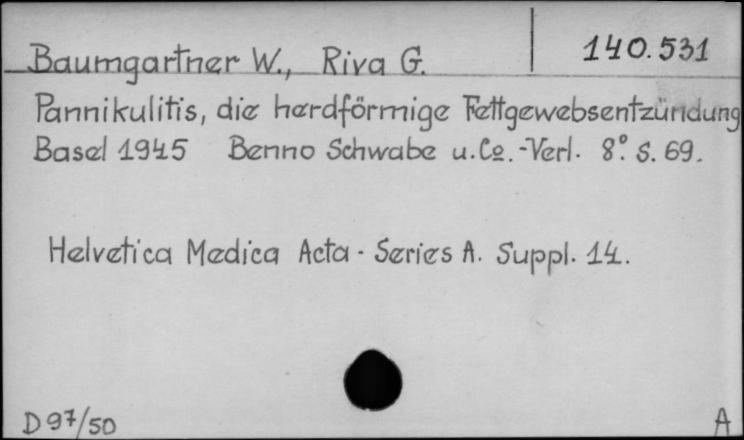 140.531
Baumgartner W., Riva G.
Pannikulitis, die herdförmige Fettgewebsentzündung
Basel 1945 Benno Schwabe u. Co.-Verl. 8° S. 69.
Helvetica Medica Acta - Series A. Suppl. 14.
D97/50
A